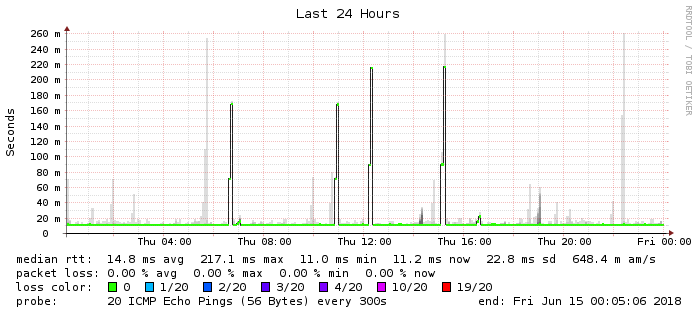 Last 24 Hours
RRDTOOL / TOBI OETIKER
Seconds
260 m
240 m
220 m
200 m
180 m
160 m
140 m
120 m
100 m
80 m
60 m
40 m
20 m
0
Thu 04:00 Thu 08:00 Thu 12:00 Thu 16:00 Thu 20:00 Fri 00:00
median rtt: 14.8 ms avg 217.1 ms max 11.0 ms min 11.2 ms now 22.8 ms sd 648.4 m am/s
packet loss: 0.00 % avg 0.00 % max 0.00 % min 0.00 % now
loss color: 0 1/20 2/20 3/20 4/20 10/20 19/20
probe: 20 ICMP Echo Pings (56 Bytes) every 300s end: Fri Jun 15 00:05:06 2018